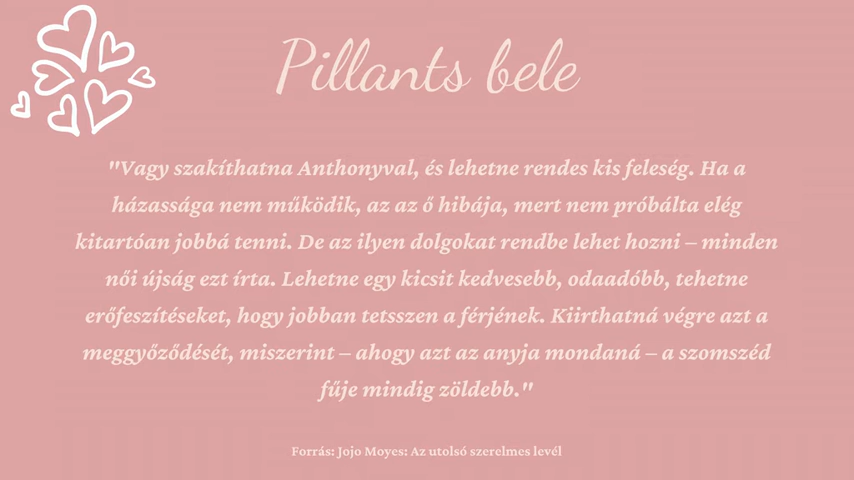 Pillants bele
"Vagy szakíthatna Anthonyval, és lehetne rendes kis feleség. Ha a
házassága nem működik, az az ő hibája, mert nem próbálta elég
kitartóan jobbá tenni. De az ilyen dolgokat rendbe lehet hozni – minden
női újság ezt írta. Lehetne egy kicsit kedvesebb, odaadóbb, tehetne
erőfeszítéseket, hogy jobban tetsszen a férjének. Kiirthatná végre azt a
meggyőződését, miszerint – ahogy azt az anyja mondaná – a szomszéd
fűje mindig zöldebb."
Forrás: Jojo Moyes: Az utolsó szerelmes levél